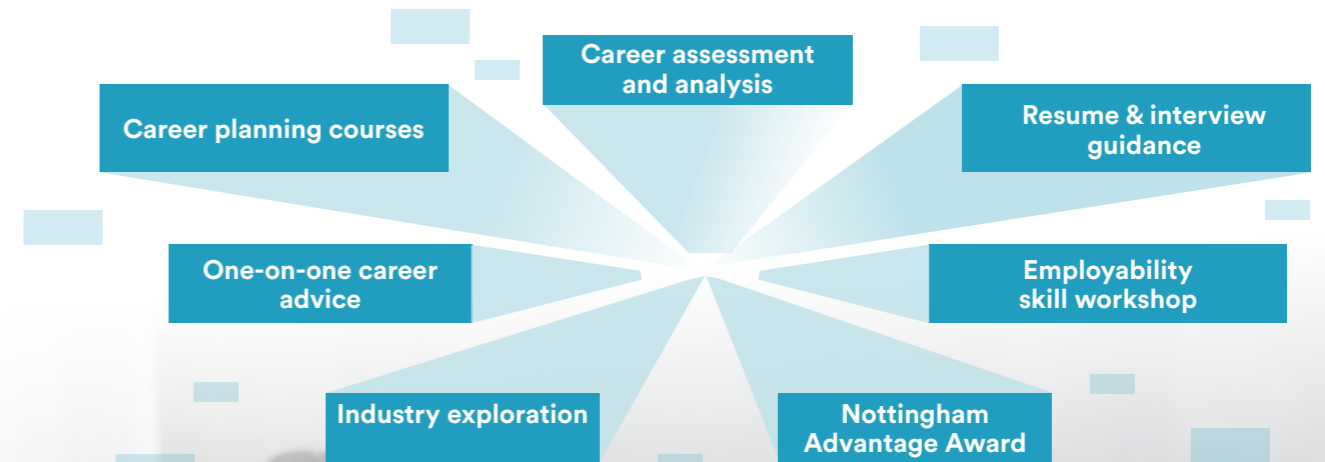 Career assessment
and analysis
Career planning courses
Resume & interview
guidance
One-on-one career
advice
Employability
skill workshop
Industry exploration
Nottingham
Advantage Award